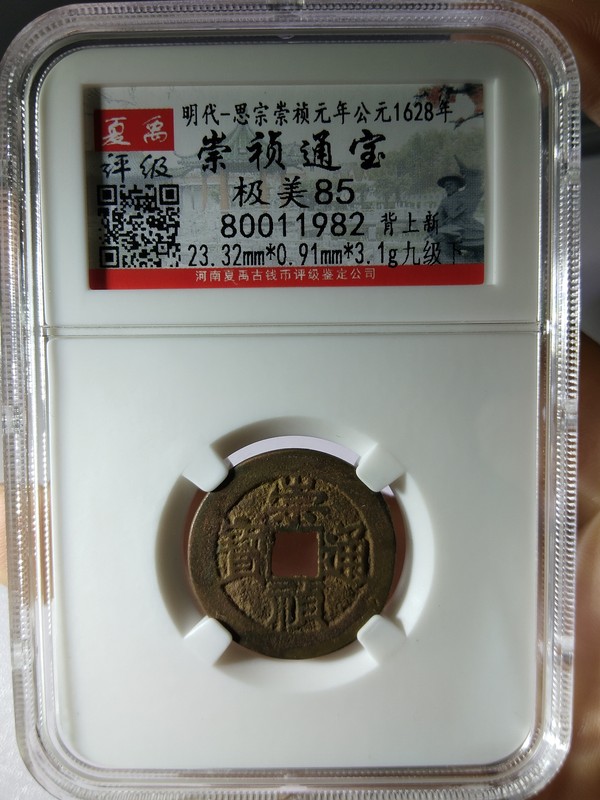 明代-思宗崇祯元年公元1628年
夏禹
评级
崇祯通宝
极美85
80011982 背上新
23.32mm*0.91mm*3.1g九级下
河南夏禹古钱币评级鉴定公司
崇禎通寶